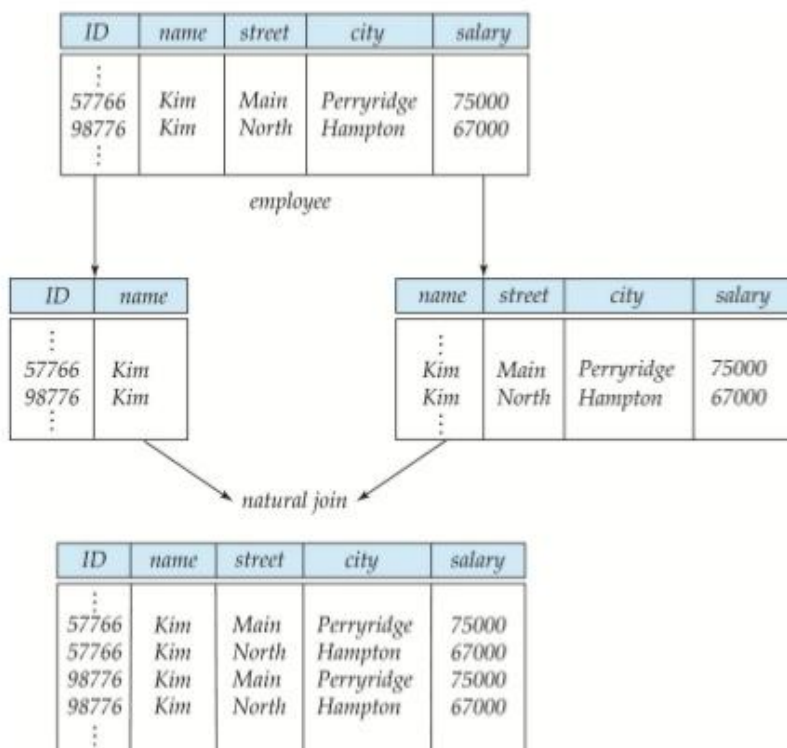 ID name street city salary
⋮
57766 Kim Main Perryridge 75000
98776 Kim North Hampton 67000
⋮
employee
ID name
⋮
57766 Kim
98776 Kim
⋮
name street city salary
⋮
Kim Main Perryridge 75000
Kim North Hampton 67000
⋮
natural join
ID name street city salary
⋮
57766 Kim Main Perryridge 75000
57766 Kim North Hampton 67000
98776 Kim Main Perryridge 75000
98776 Kim North Hampton 67000
⋮